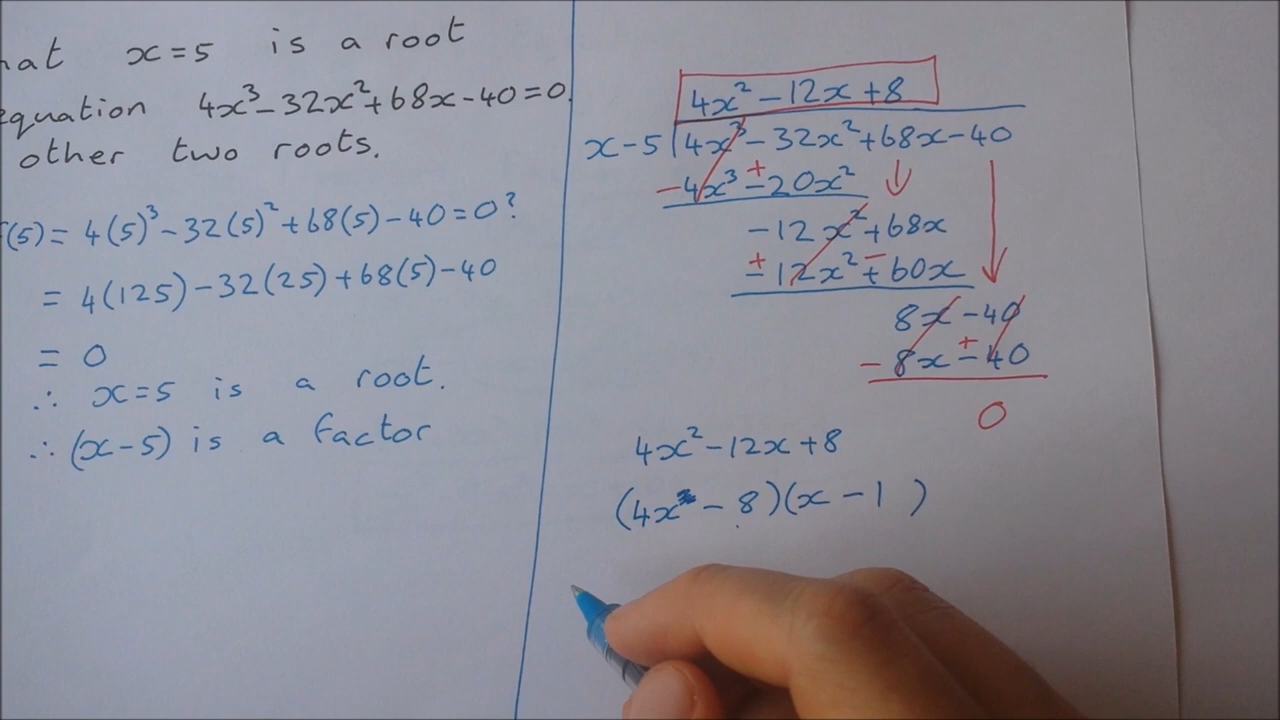 hat x=5 is a root
equation 4x³-32x²+68x-40=0.
other two roots.
f(5) = 4(5)³-32(5)²+68(5)-40=0?
= 4(125)-32(25)+68(5)-40
= 0
∴ x=5 is a root.
∴ (x-5) is a factor
4x²-12x+8
x-5 | 4x³-32x²+68x-40
- 4x³ + - 20x²
-12x²+68x
+ - 12x² - + 60x
8x-40
- 8x + - 40
0
4x²-12x+8
(4x - 8)(x - 1 )